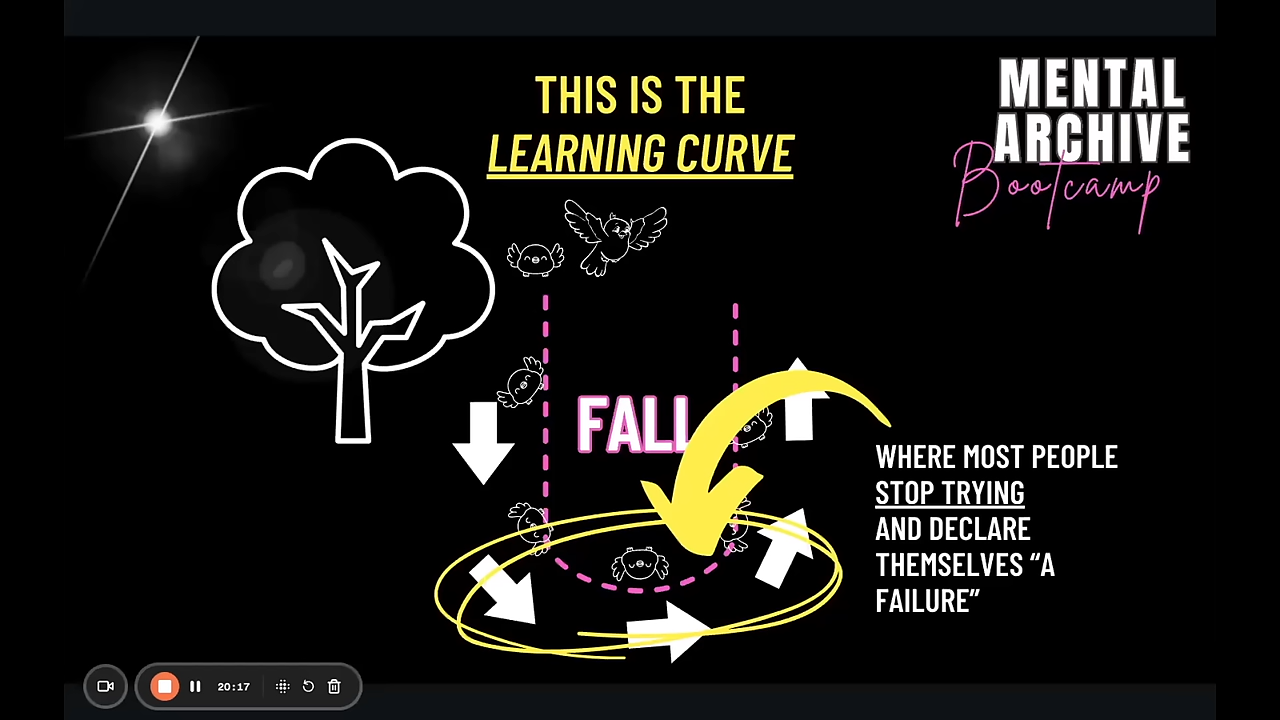 THIS IS THE
LEARNING CURVE
MENTAL
ARCHIVE
Bootcamp
FALL
WHERE MOST PEOPLE
STOP TRYING
AND DECLARE
THEMSELVES “A
FAILURE”
20:17